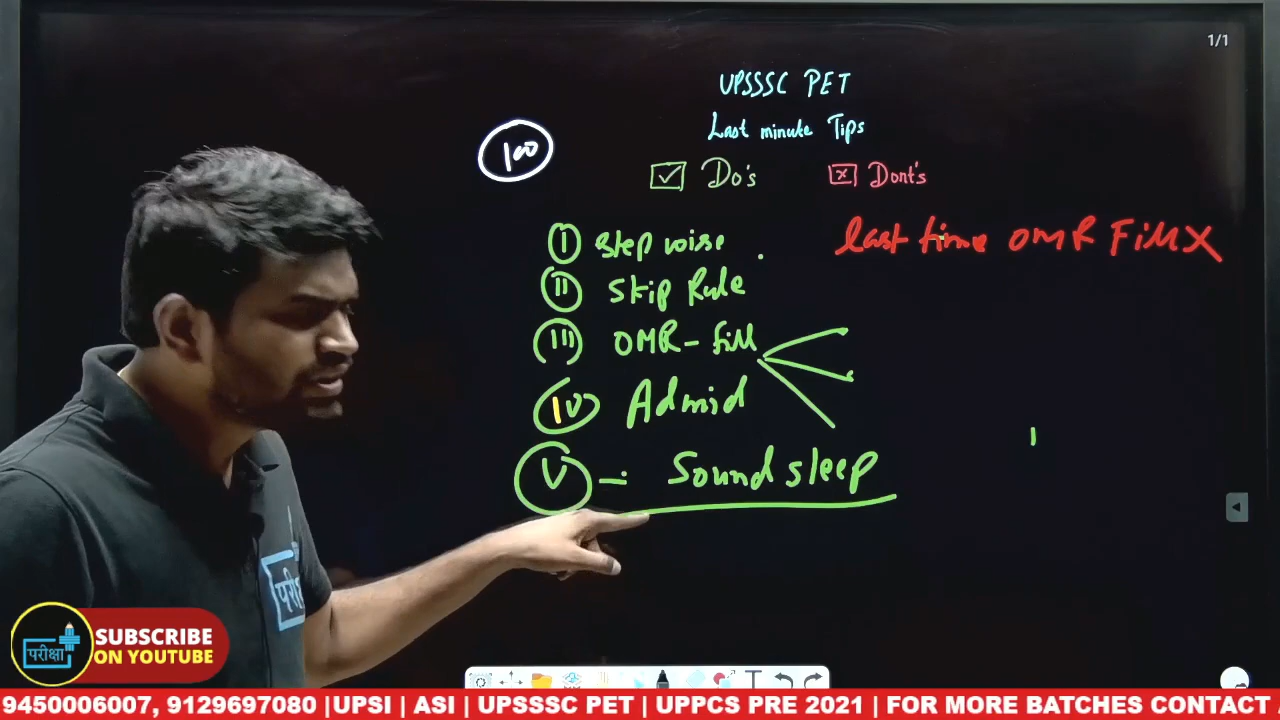 1/1
UPSSSC PET
Last minute Tips
100
Do's
Dont's
I step wise
last time OMR Fill X
II Skip Rule
III OMR - fill
IV Admid
V - Sound sleep
परीक्षा
SUBSCRIBE
ON YOUTUBE
परीक्षा
9450006007, 9129697080 |UPSI | ASI | UPSSSC PET | UPPCS PRE 2021 | FOR MORE BATCHES CONTACT